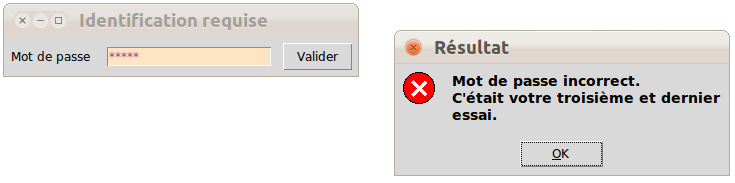 Identification requise
Mot de passe
*****
Valider
Résultat
Mot de passe incorrect.
C'était votre troisième et dernier
essai.
OK